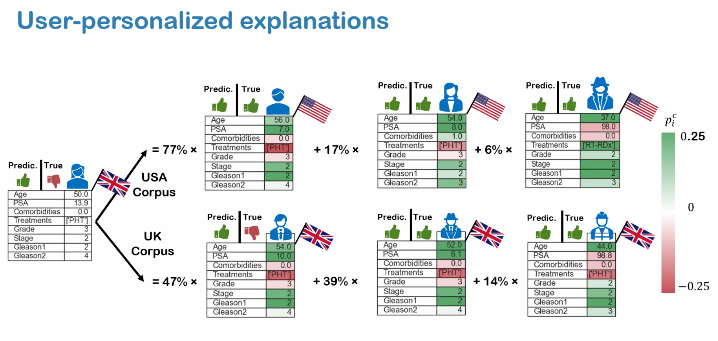 User-personalized explanations
Predic. True
Age 50.0
PSA 13.9
Comorbidities 0.0
Treatments ['PHT']
Grade 3
Stage 2
Gleason1 2
Gleason2 4
USA
Corpus
UK
Corpus
= 77% ×
Predic. True
Age 56.0
PSA 7.0
Comorbidities 0.0
Treatments ['PHT']
Grade 3
Stage 2
Gleason1 2
Gleason2 4
+ 17% ×
Predic. True
Age 54.0
PSA 8.0
Comorbidities 1.0
Treatments ['PHT']
Grade 3
Stage 2
Gleason1 2
Gleason2 3
+ 6% ×
Predic. True
Age 37.0
PSA 98.0
Comorbidities 0.0
Treatments ['RT-RDx']
Grade 2
Stage 2
Gleason1 2
Gleason2 3
= 47% ×
Predic. True
Age 54.0
PSA 10.0
Comorbidities 0.0
Treatments ['PHT']
Grade 3
Stage 2
Gleason1 2
Gleason2 4
+ 39% ×
Predic. True
Age 52.0
PSA 6.1
Comorbidities 0.0
Treatments ['PHT']
Grade 3
Stage 2
Gleason1 2
Gleason2 4
+ 14% ×
Predic. True
Age 44.0
PSA 98.8
Comorbidities 0.0
Treatments ['PHT']
Grade 2
Stage 2
Gleason1 2
Gleason2 3
p_i^c
0.25
0
−0.25